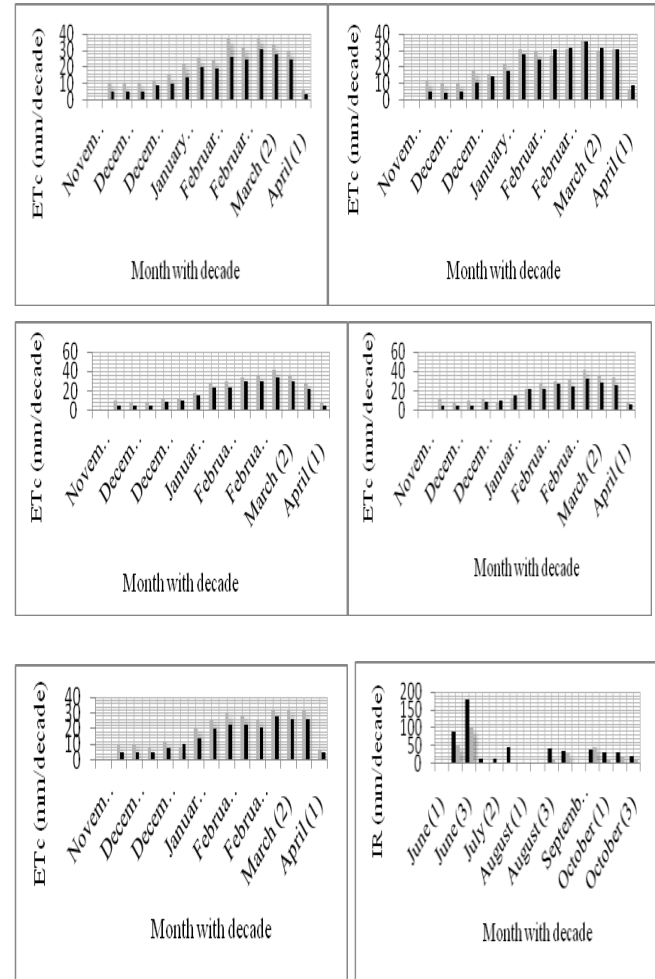 ETc (mm/decade)
40
30
20
10
0
Novem..
Decem..
Decem..
January..
Februar..
Februar..
March (2)
April (1)
Month with decade
ETc (mm/decade)
40
30
20
10
0
Novem..
Decem..
Decem..
January..
Februar..
Februar..
March (2)
April (1)
Month with decade
ETc (mm/decade)
60
40
20
0
Novem..
Decem..
Decem..
Januar..
Februa..
Februa..
March (2)
April (1)
Month with decade
ETc (mm/decade)
60
40
20
0
Novem..
Decem..
Decem..
Januar..
Februa..
Februa..
March (2)
April (1)
Month with decade
ETc (mm/decade)
40
30
20
10
0
Novem..
Decem..
Decem..
Januar..
Februa..
Februa..
March (2)
April (1)
Month with decade
IR (mm/decade)
200
150
100
50
0
June (1)
June (3)
July (2)
August (1)
August (3)
Septemb..
October (1)
October (3)
Month with decade